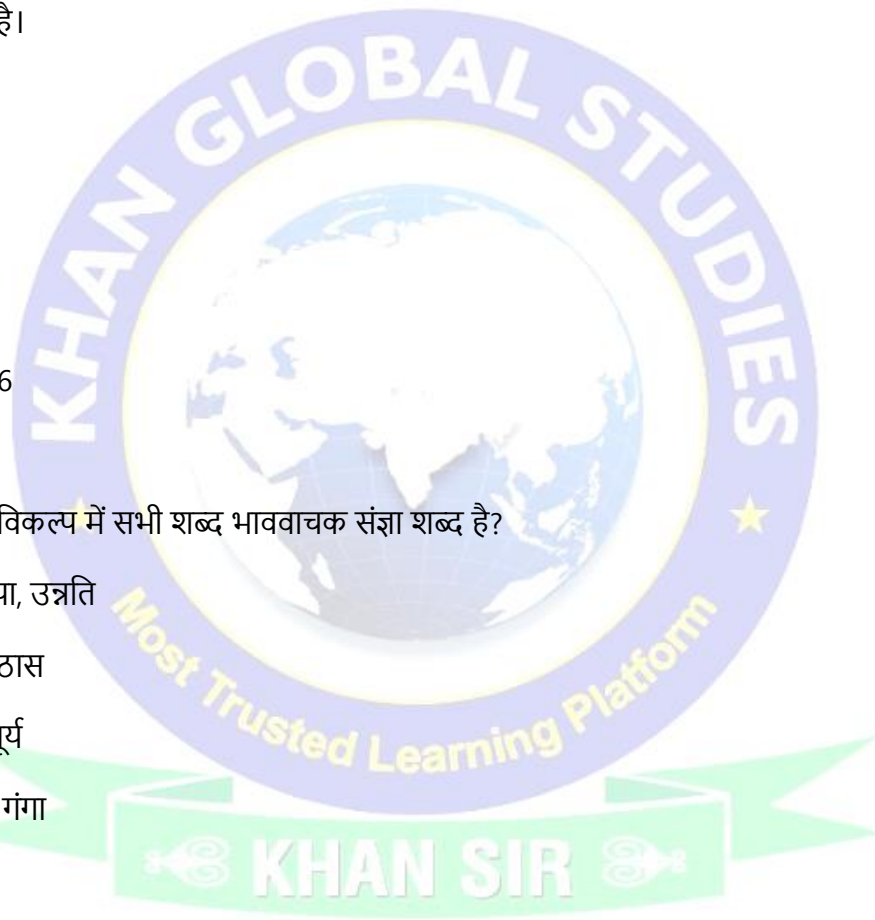 है।
KHAN GLOBAL STUDIES
6
विकल्प में सभी शब्द भाववाचक संज्ञा शब्द है?
उन्नति
गंगा
Most Trusted Learning Platform
KHAN SIR